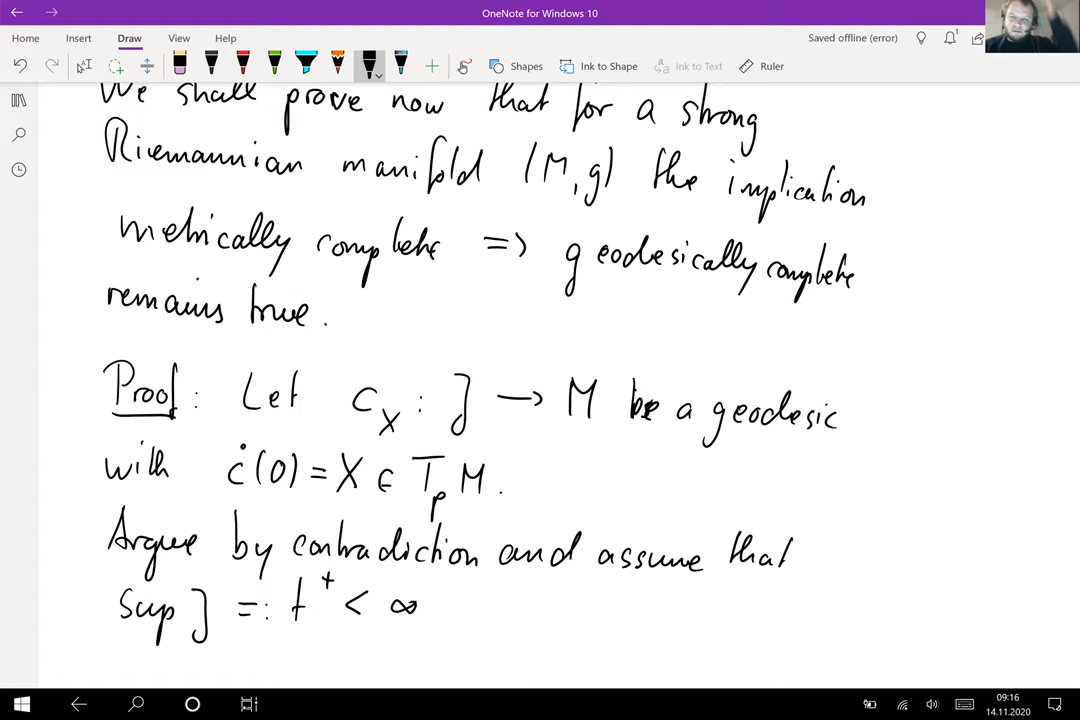 OneNote for Windows 10
Home Insert Draw View Help Saved offline (error)
Shapes Ink to Shape Ink to Text Ruler
We shall prove now that for a strong
Riemannian manifold (M,g) the implication
metrically complete => geodesically complete
remains true.
Proof: Let c_X : J → M be a geodesic
with ċ(0) = X ∈ T_p M.
Argue by contradiction and assume that
sup J =: t⁺ < ∞
09:16
14.11.2020